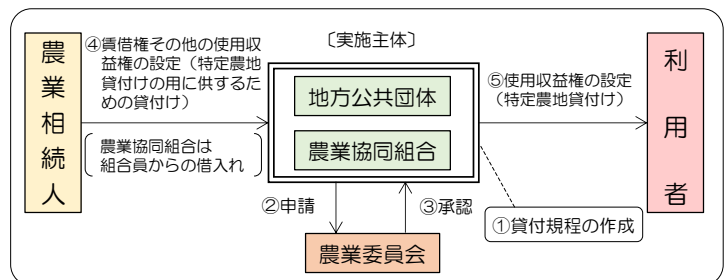 農業相続人
④賃借権その他の使用収
益権の設定（特定農地
貸付けの用に供するた
めの貸付け）
農業協同組合は
組合員からの借入れ
〔実施主体〕
地方公共団体
農業協同組合
⑤使用収益権の設定
（特定農地貸付け）
利用者
②申請
③承認
①貸付規程の作成
農業委員会